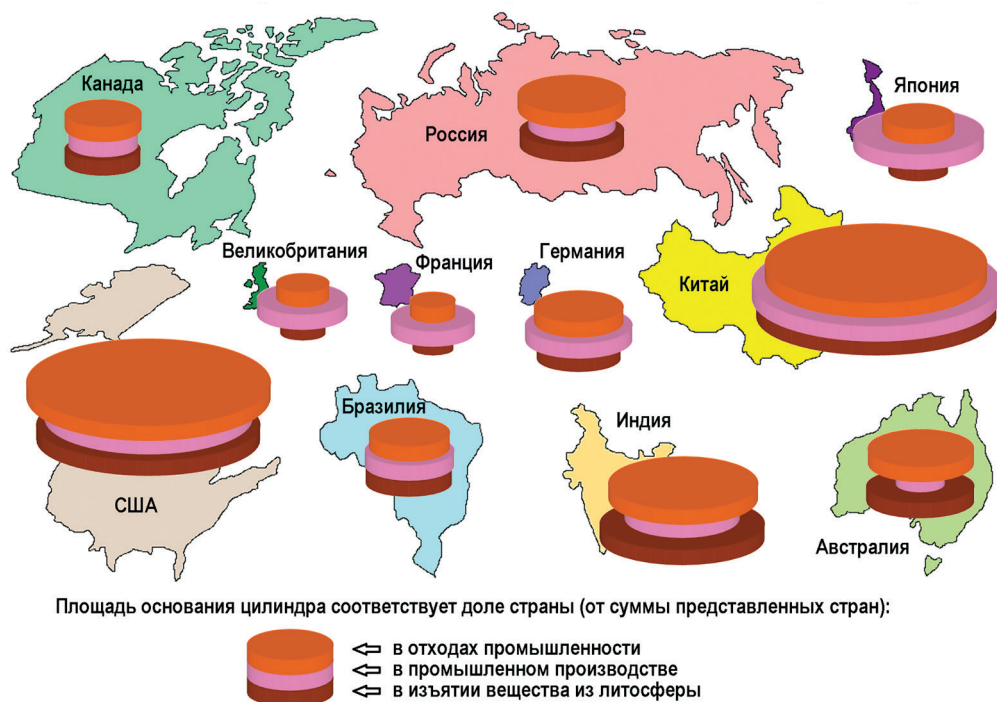 Канада
Россия
Япония
Великобритания
Франция
Германия
Китай
Бразилия
Индия
США
Австралия
Площадь основания цилиндра соответствует доле страны (от суммы представленных стран):
в отходах промышленности
в промышленном производстве
в изъятии вещества из литосферы